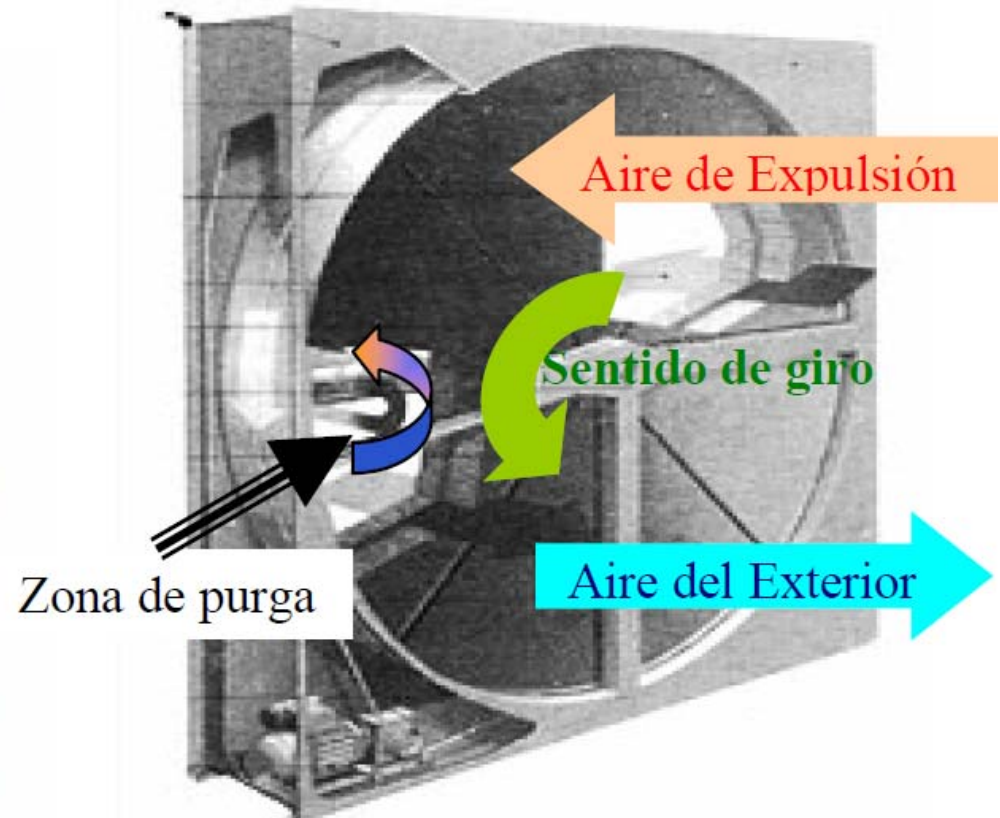 Aire de Expulsión
Sentido de giro
Zona de purga
Aire del Exterior